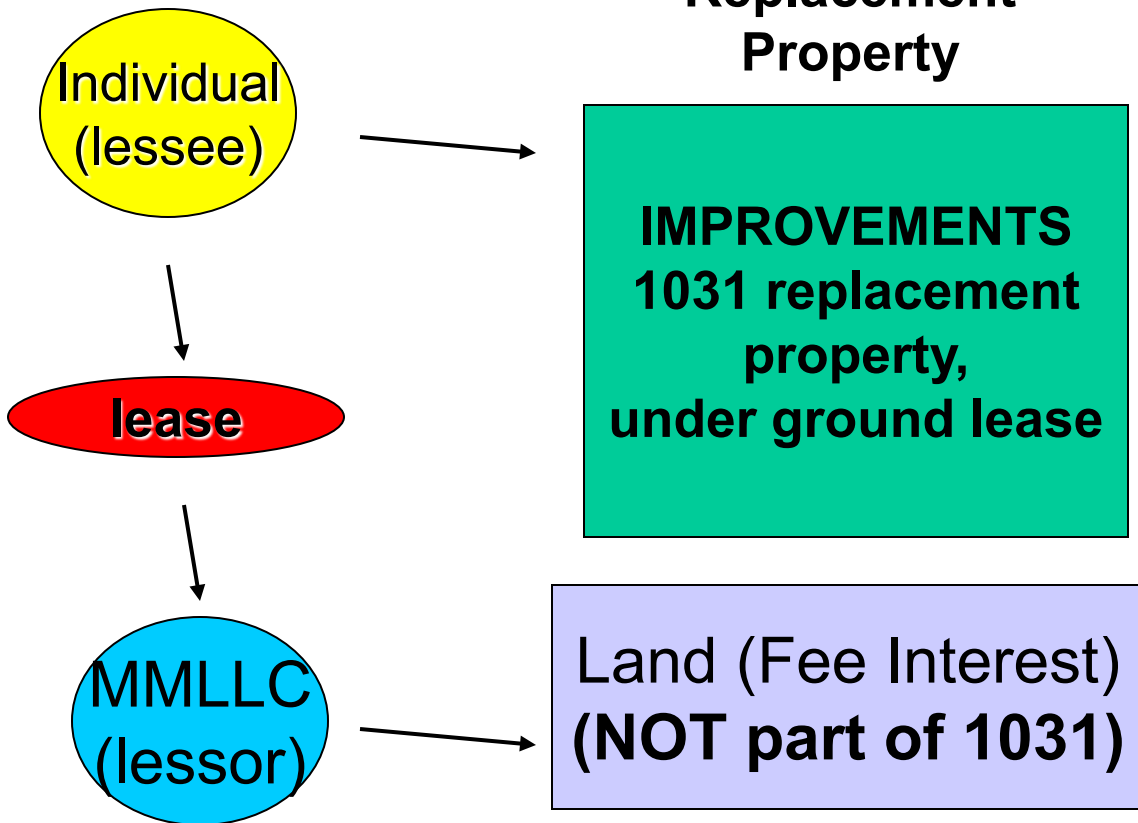 Replacement
Property
Individual
(lessee)
IMPROVEMENTS
1031 replacement
property,
under ground lease
lease
MMLLC
(lessor)
Land (Fee Interest)
(NOT part of 1031)